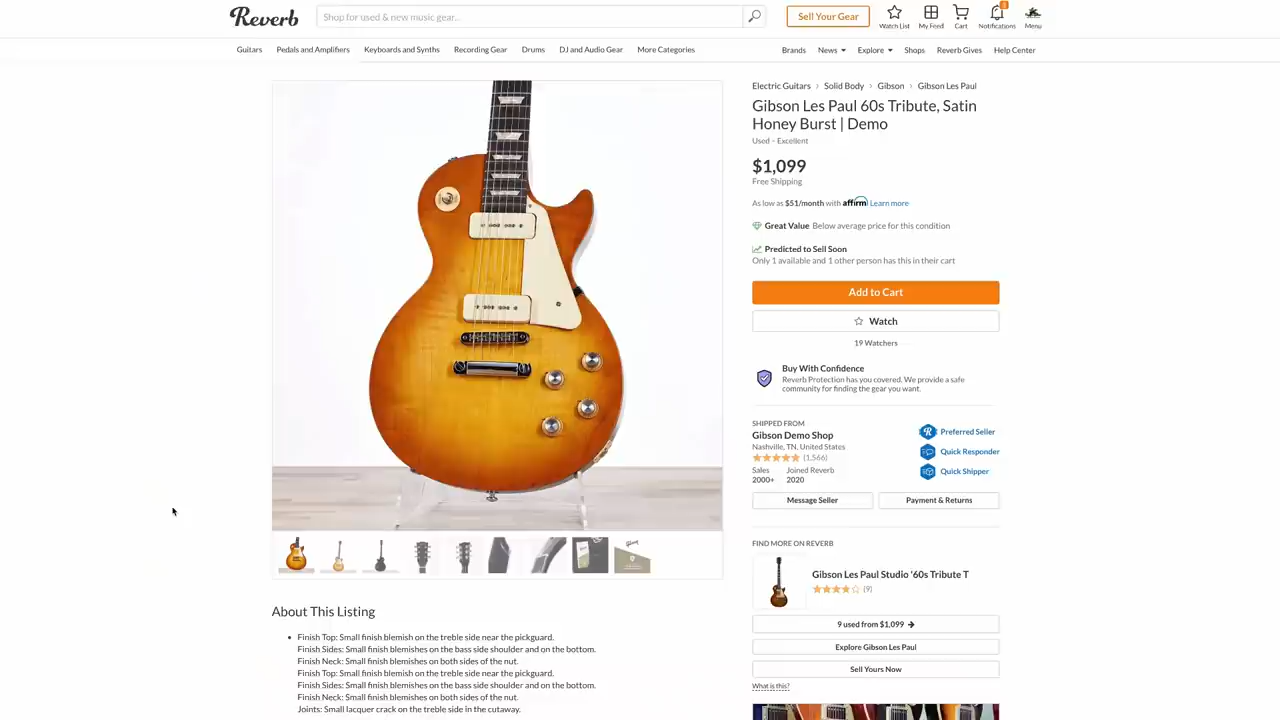 Reverb
Shop for used & new music gear...
Sell Your Gear
Watch List
My Feed
Cart
Notifications
Menu
Guitars
Pedals and Amplifiers
Keyboards and Synths
Recording Gear
Drums
DJ and Audio Gear
More Categories
Brands
News
Explore
Shops
Reverb Gives
Help Center
Electric Guitars › Solid Body › Gibson › Gibson Les Paul
Gibson Les Paul 60s Tribute, Satin
Honey Burst | Demo
Used – Excellent
$1,099
Free Shipping
As low as $51/month with affirm Learn more
Great Value Below average price for this condition
Predicted to Sell Soon
Only 1 available and 1 other person has this in their cart
Add to Cart
Watch
19 Watchers
Buy With Confidence
Reverb Protection has you covered. We provide a safe
community for finding the gear you want.
SHIPPED FROM
Gibson Demo Shop
Nashville, TN, United States
(1,566)
Sales
2000+
Joined Reverb
2020
Preferred Seller
Quick Responder
Quick Shipper
Message Seller
Payment & Returns
FIND MORE ON REVERB
Gibson Les Paul Studio '60s Tribute T
(9)
9 used from $1,099 →
Explore Gibson Les Paul
Sell Yours Now
What is this?
About This Listing
• Finish Top: Small finish blemish on the treble side near the pickguard.
Finish Sides: Small finish blemishes on the bass side shoulder and on the bottom.
Finish Neck: Small finish blemishes on both sides of the nut.
Finish Top: Small finish blemish on the treble side near the pickguard.
Finish Sides: Small finish blemishes on the bass side shoulder and on the bottom.
Finish Neck: Small finish blemishes on both sides of the nut.
Joints: Small lacquer crack on the treble side in the cutaway.